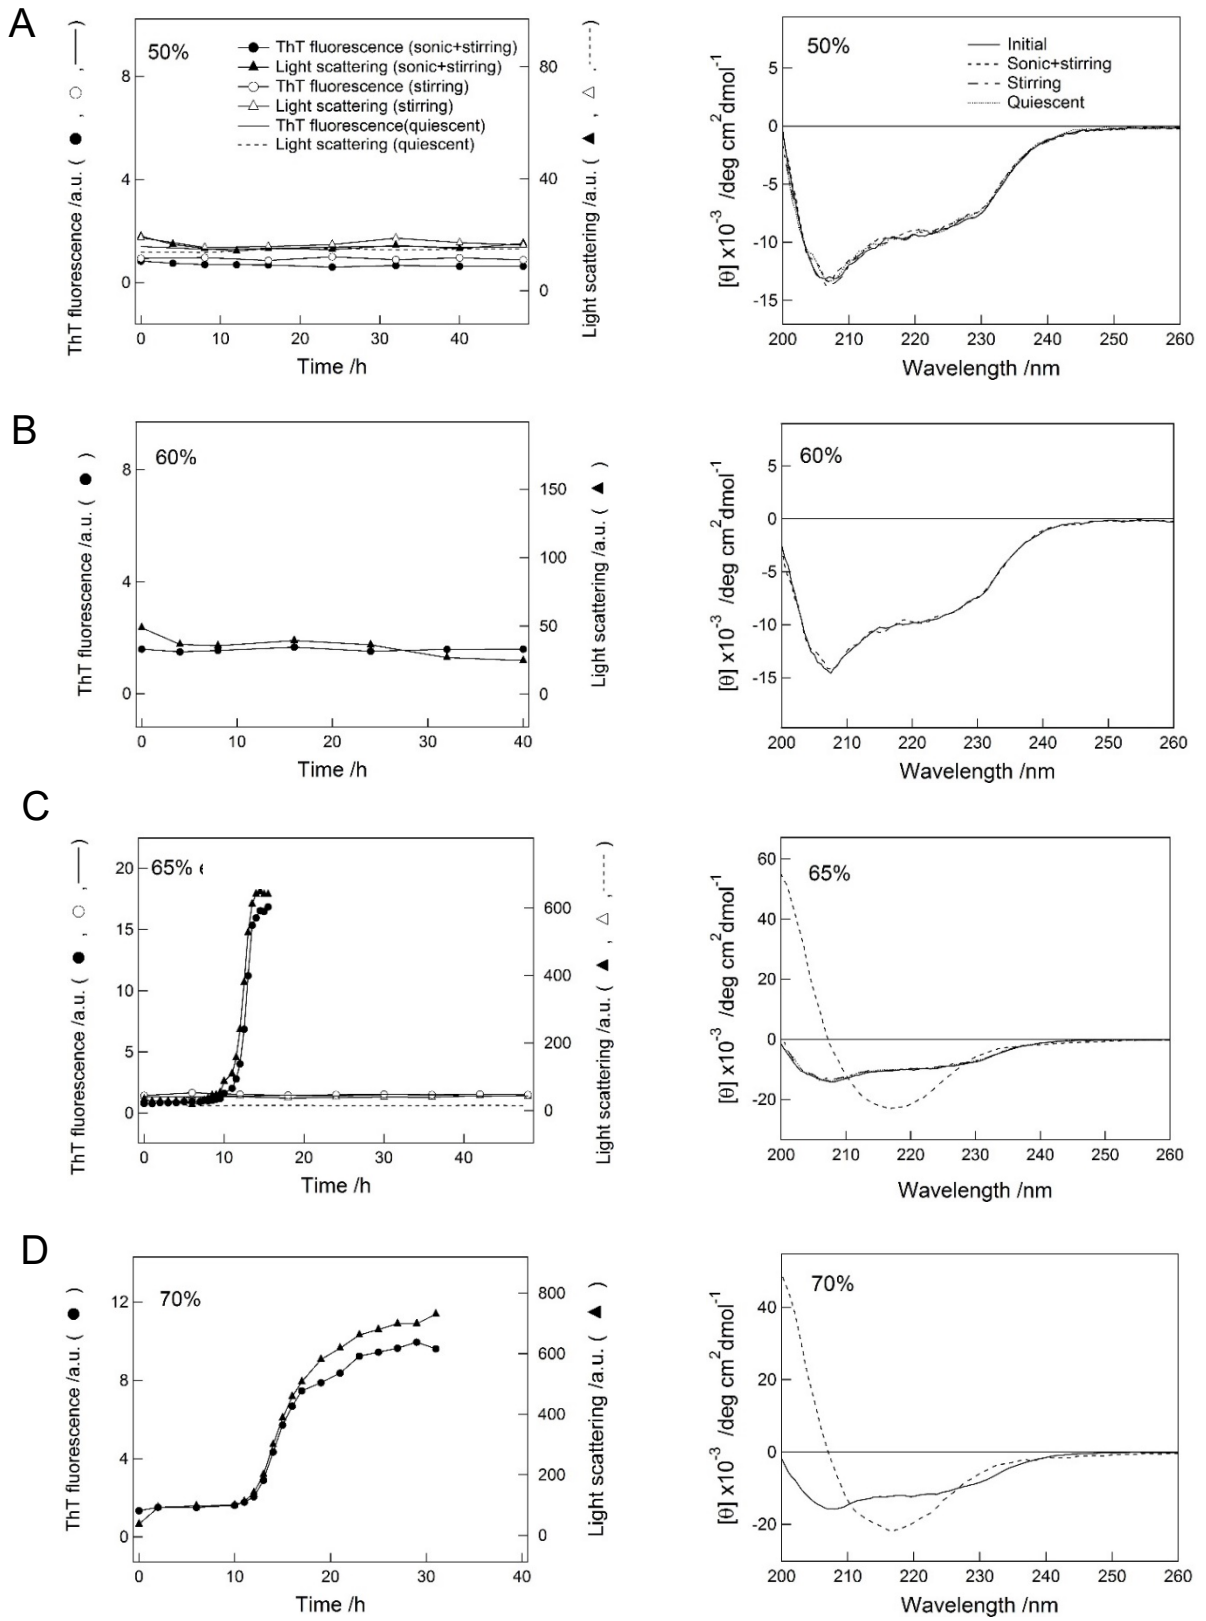 A
50%
ThT fluorescence (sonic+stirring)
Light scattering (sonic+stirring)
ThT fluorescence (stirring)
Light scattering (stirring)
ThT fluorescence(quiescent)
Light scattering (quiescent)
ThT fluorescence /a.u. ( ● , ○ , — )
8
4
0
Light scattering /a.u. ( ▲ , △ , ---- )
80
40
0
0 10 20 30 40
Time /h
50%
Initial
Sonic+stirring
Stirring
Quiescent
[θ] x10⁻³ /deg cm²dmol⁻¹
5
0
-5
-10
-15
200 210 220 230 240 250 260
Wavelength /nm
B
60%
ThT fluorescence /a.u. ( ● )
8
4
0
Light scattering /a.u. ( ▲ )
150
100
50
0
0 10 20 30 40
Time /h
60%
[θ] x10⁻³ /deg cm²dmol⁻¹
5
0
-5
-10
-15
200 210 220 230 240 250 260
Wavelength /nm
C
65%
ThT fluorescence /a.u. ( ● , ○ , — )
20
15
10
5
0
Light scattering /a.u. ( ▲ , △ , ---- )
600
400
200
0
0 10 20 30 40
Time /h
65%
[θ] x10⁻³ /deg cm²dmol⁻¹
60
40
20
0
-20
200 210 220 230 240 250 260
Wavelength /nm
D
70%
ThT fluorescence /a.u. ( ● )
12
8
4
0
Light scattering /a.u. ( ▲ )
800
600
400
200
0
0 10 20 30 40
Time /h
70%
[θ] x10⁻³ /deg cm²dmol⁻¹
40
20
0
-20
200 210 220 230 240 250 260
Wavelength /nm